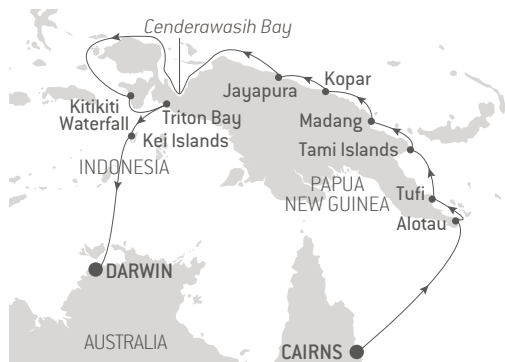 Cenderawasih Bay
Jayapura
Kopar
Kitikiti
Waterfall
Triton Bay
Madang
Kei Islands
Tami Islands
INDONESIA
PAPUA
NEW GUINEA
Tufi
Alotau
DARWIN
AUSTRALIA
CAIRNS